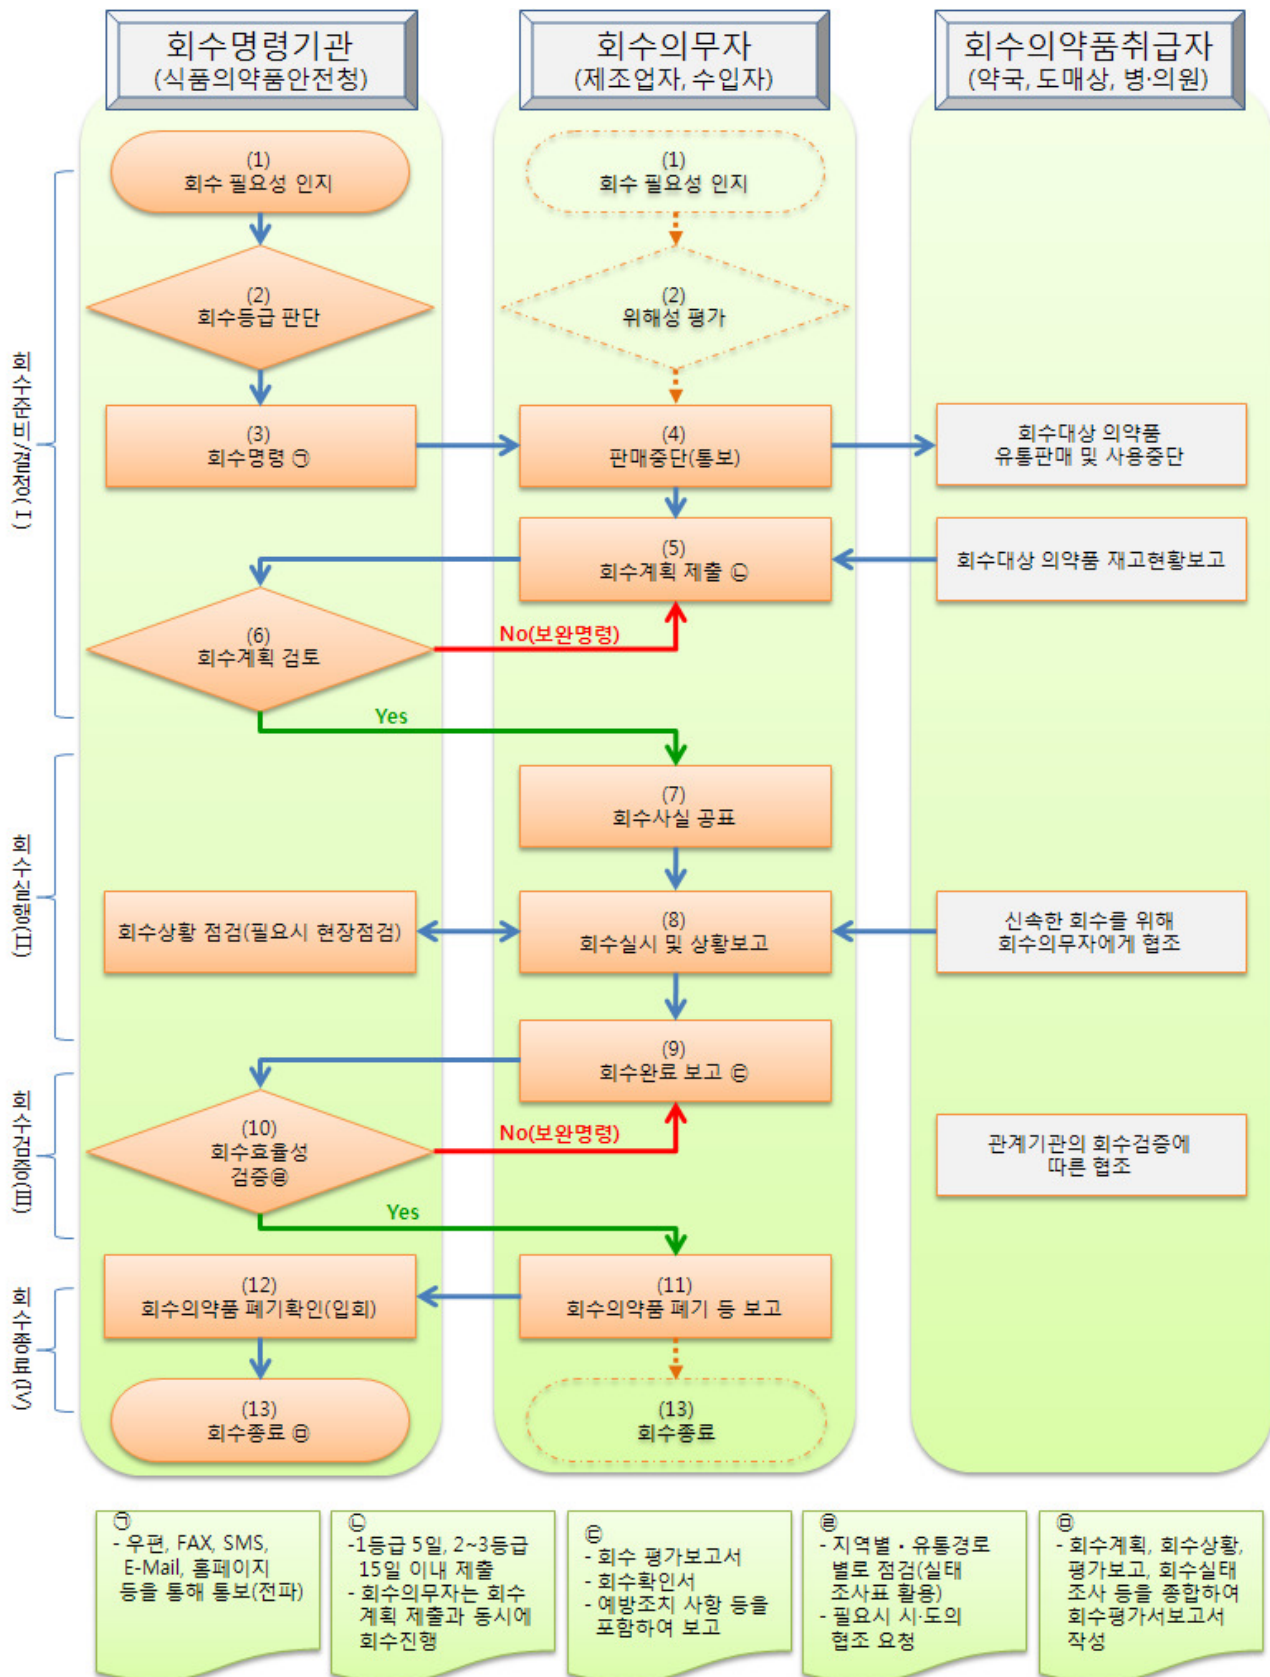 회수명령기관
(식품의약품안전청)
회수의무자
(제조업자, 수입자)
회수의약품취급자
(약국, 도매상, 병·의원)
회수준비/결정(Ⅰ)
(1)
회수 필요성 인지
(1)
회수 필요성 인지
(2)
회수등급 판단
(2)
위해성 평가
(3)
회수명령 ㉠
(4)
판매중단(통보)
회수대상 의약품
유통판매 및 사용중단
(5)
회수계획 제출 ㉡
회수대상 의약품 재고현황보고
(6)
회수계획 검토
No(보완명령)
Yes
회수실행(Ⅱ)
(7)
회수사실 공표
회수상황 점검(필요시 현장점검)
(8)
회수실시 및 상황보고
신속한 회수를 위해
회수의무자에게 협조
(9)
회수완료 보고 ㉢
회수검증(Ⅲ)
(10)
회수효율성
검증㉣
No(보완명령)
관계기관의 회수검증에
따른 협조
Yes
회수종료(Ⅳ)
(12)
회수의약품 폐기확인(입회)
(11)
회수의약품 폐기 등 보고
(13)
회수종료 ㉤
(13)
회수종료
㉠
- 우편, FAX, SMS,
E-Mail, 홈페이지
등을 통해 통보(전파)
㉡
-1등급 5일, 2~3등급
15일 이내 제출
- 회수의무자는 회수
계획 제출과 동시에
회수진행
㉢
- 회수 평가보고서
- 회수확인서
- 예방조치 사항 등을
포함하여 보고
㉣
- 지역별·유통경로
별로 점검(실태
조사표 활용)
- 필요시 시·도의
협조 요청
㉤
- 회수계획, 회수상황,
평가보고, 회수실태
조사 등을 종합하여
회수평가서보고서
작성